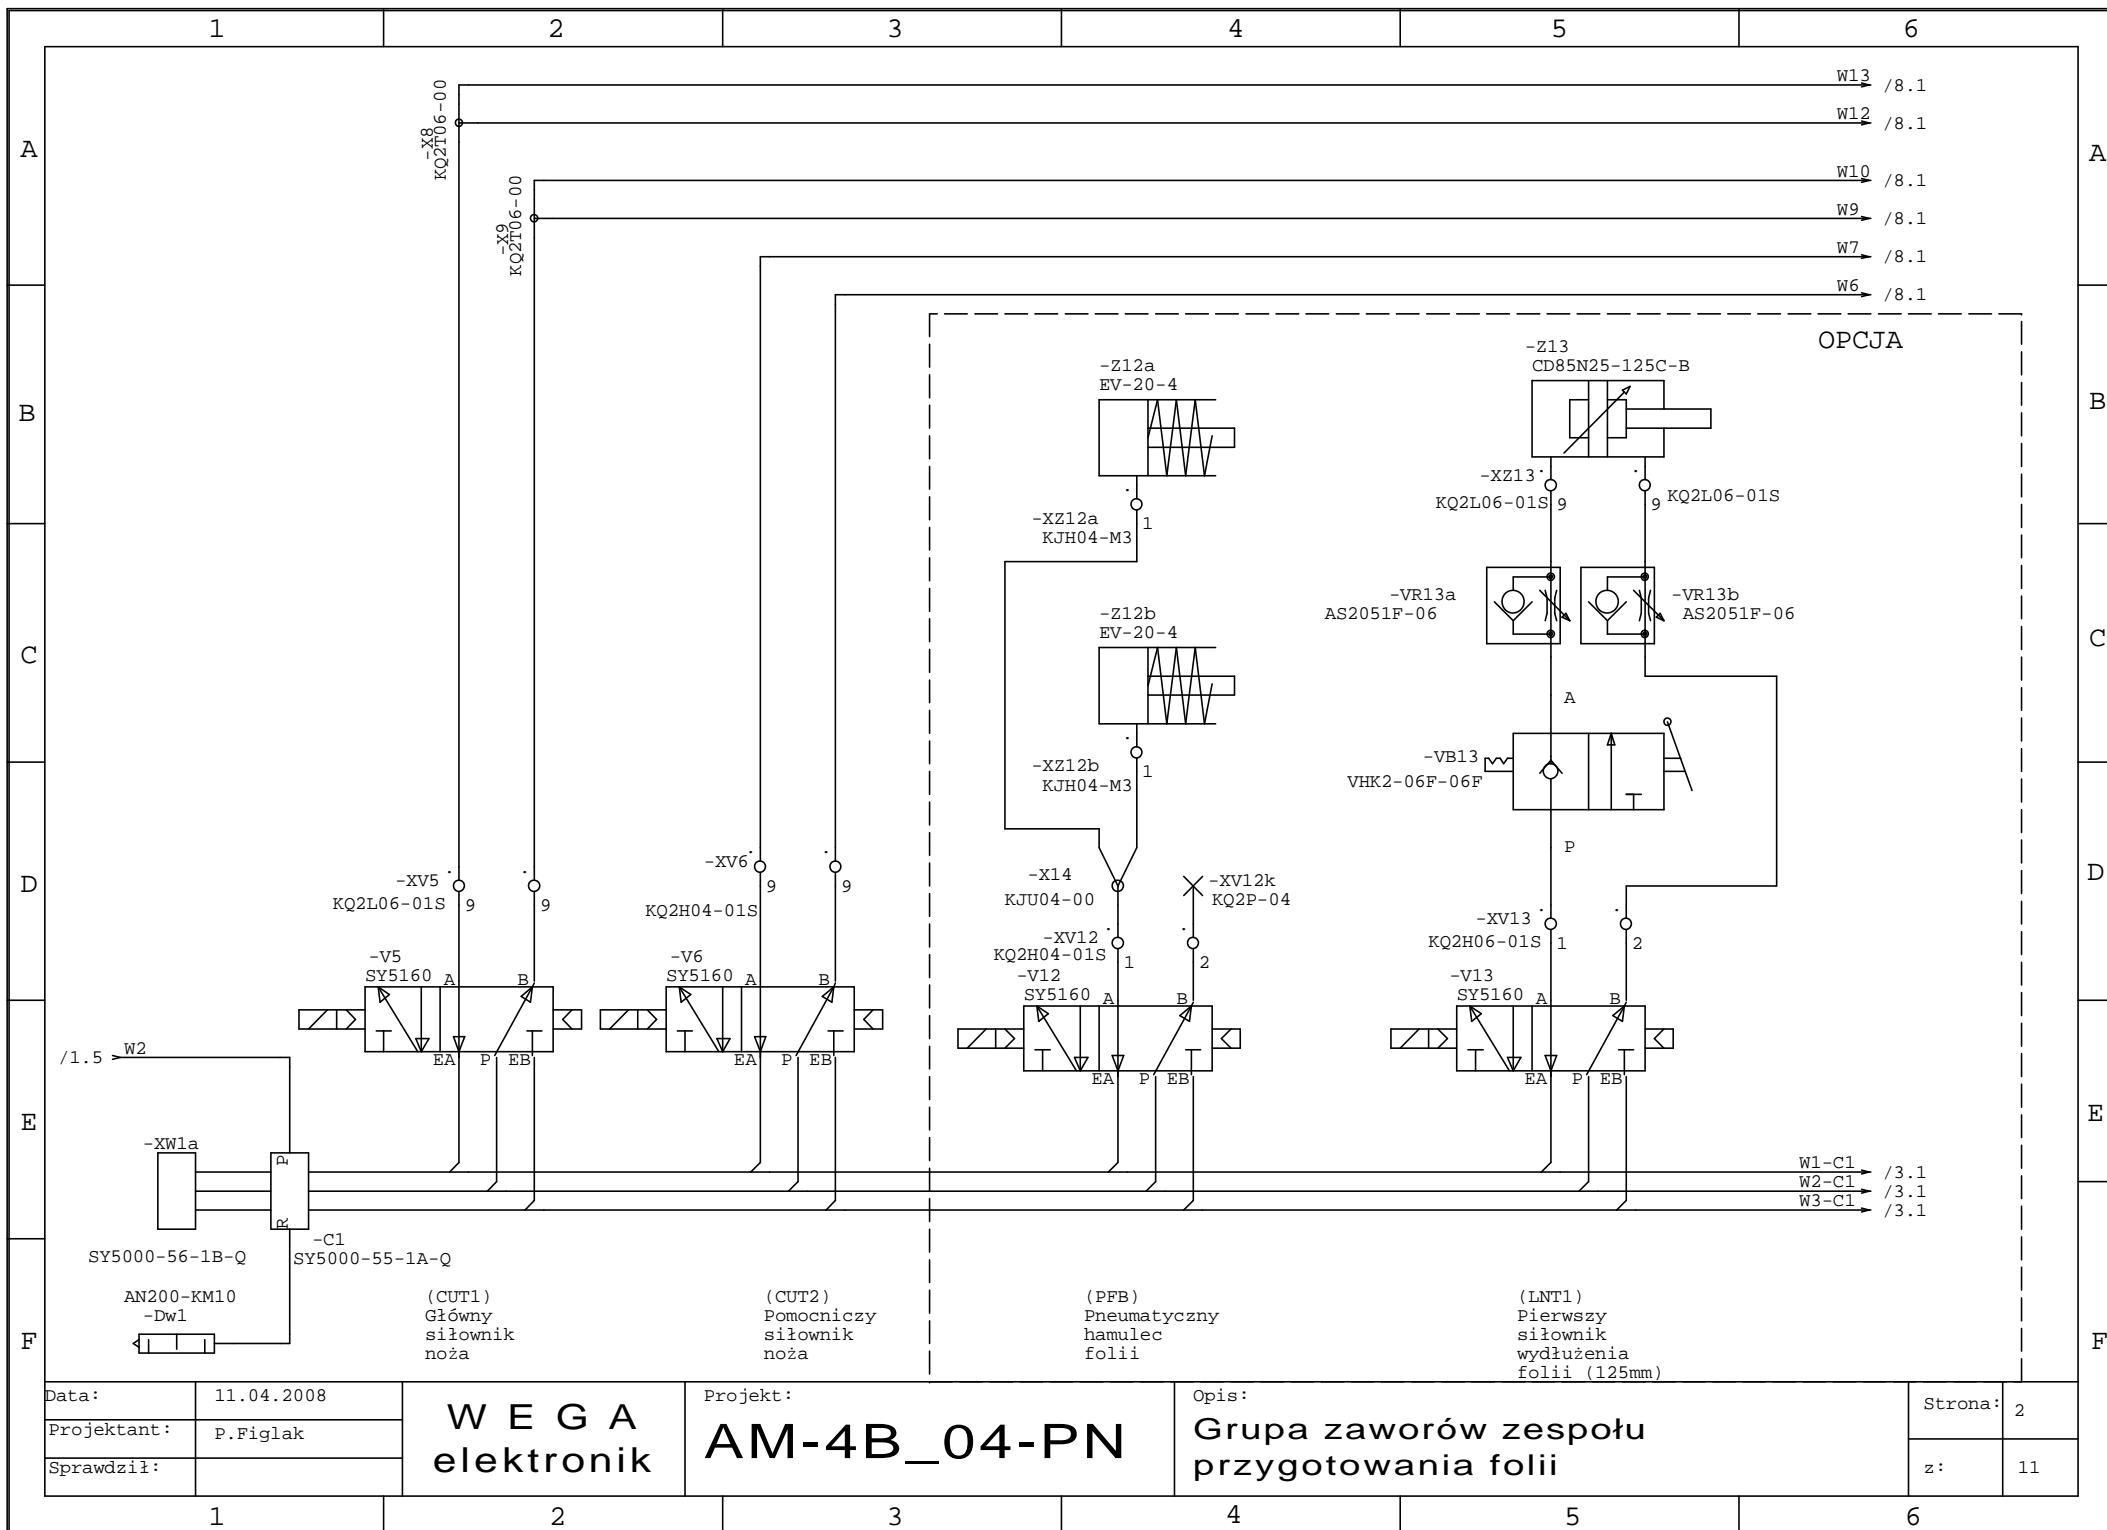 1 2 3 4 5 6
A
A
B
B
C
C
D
D
E
E
F
F
W13 /8.1
W12 /8.1
W10 /8.1
W9 /8.1
W7 /8.1
W6 /8.1
-X8
KQ2T06-00
-X9
KQ2T06-00
OPCJA
-Z12a
EV-20-4
-XZ12a
KJH04-M3
1
-Z12b
EV-20-4
-XZ12b
KJH04-M3
1
-X14
KJU04-00
-XV12k
KQ2P-04
-XV12
KQ2H04-01S
1
2
-V12
SY5160
A
B
EA P EB
-Z13
CD85N25-125C-B
-XZ13
KQ2L06-01S 9
9 KQ2L06-01S
-VR13a
AS2051F-06
-VR13b
AS2051F-06
A
-VB13
VHK2-06F-06F
P
-XV13
KQ2H06-01S 1
2
-V13
SY5160
A
B
EA P EB
-XV5
KQ2L06-01S 9
9
-V5
SY5160
A
B
EA P EB
-XV6
KQ2H04-01S
9
9
-V6
SY5160
A
B
EA P EB
/1.5 W2
-XW1a
P
R
SY5000-56-1B-Q
-C1
SY5000-55-1A-Q
AN200-KM10
-Dw1
W1-C1 /3.1
W2-C1 /3.1
W3-C1 /3.1
(CUT1)
Główny
siłownik
noża
(CUT2)
Pomocniczy
siłownik
noża
(PFB)
Pneumatyczny
hamulec
folii
(LNT1)
Pierwszy
siłownik
wydłużenia
folii (125mm)
Data: 11.04.2008
Projektant: P.Figlak
Sprawdził:
W E G A
elektronik
Projekt:
AM-4B_04-PN
Opis:
Grupa zaworów zespołu
przygotowania folii
Strona: 2
z: 11
1 2 3 4 5 6